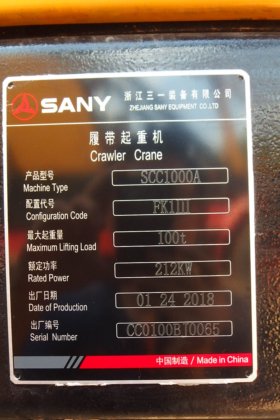 SANY 浙江三一装备有限公司
ZHEJIANG SANY EQUIPMENT CO.,LTD
履带起重机
Crawler Crane
产品型号 SCC1000A
Machine Type
配置代号
Configuration Code
最大起重量 100t
Maximum Lifting Load
额定功率 212KW
Rated Power
出厂日期 01 24 2018
Date of Production
出厂编号 CC0100BJ0065
Serial Number
中国制造 / Made in China